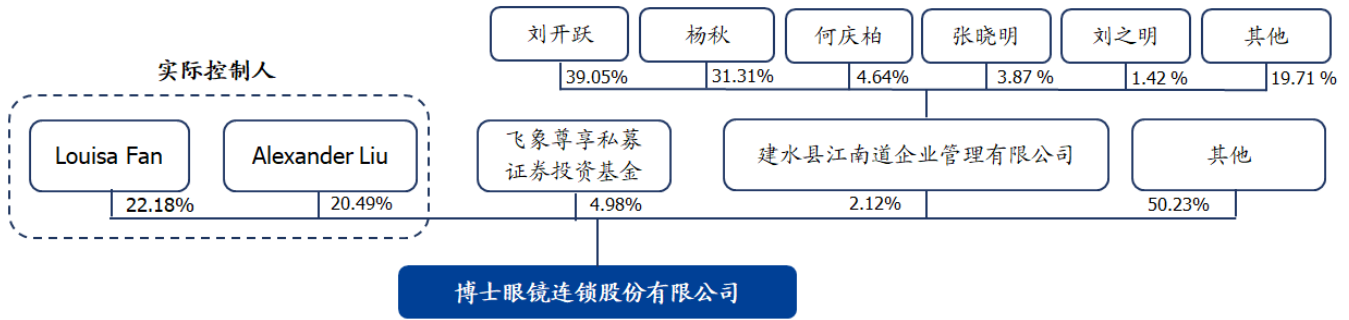 刘开跃
杨秋
何庆柏
张晓明
刘之明
其他
39.05%
31.31%
4.64%
3.87 %
1.42 %
19.71 %
实际控制人
Louisa Fan
Alexander Liu
飞象尊享私募
证券投资基金
建水县江南道企业管理有限公司
其他
22.18%
20.49%
4.98%
2.12%
50.23%
博士眼镜连锁股份有限公司